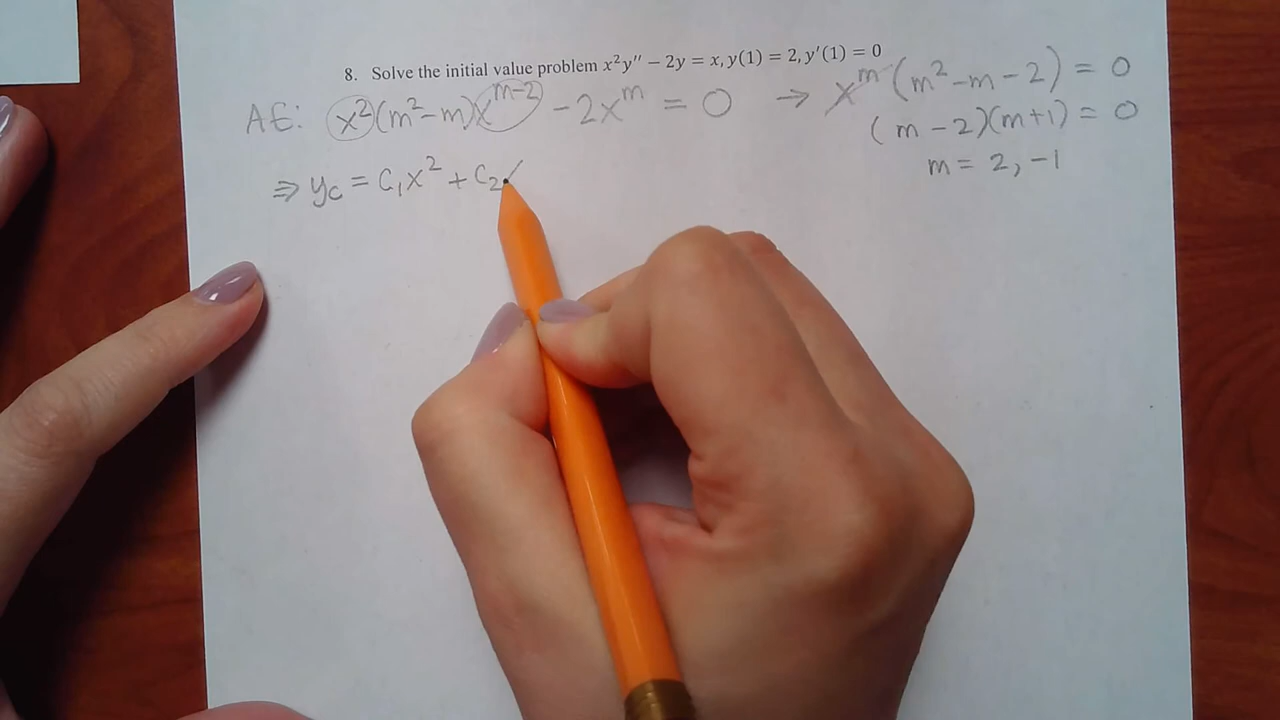 8. Solve the initial value problem x²y″ − 2y = x, y(1) = 2, y′(1) = 0
AE: x²(m²−m)x^(m−2) − 2x^m = 0 → x^m (m²−m−2) = 0
(m−2)(m+1) = 0
m = 2, −1
⇒ y_c = C₁x² + C₂